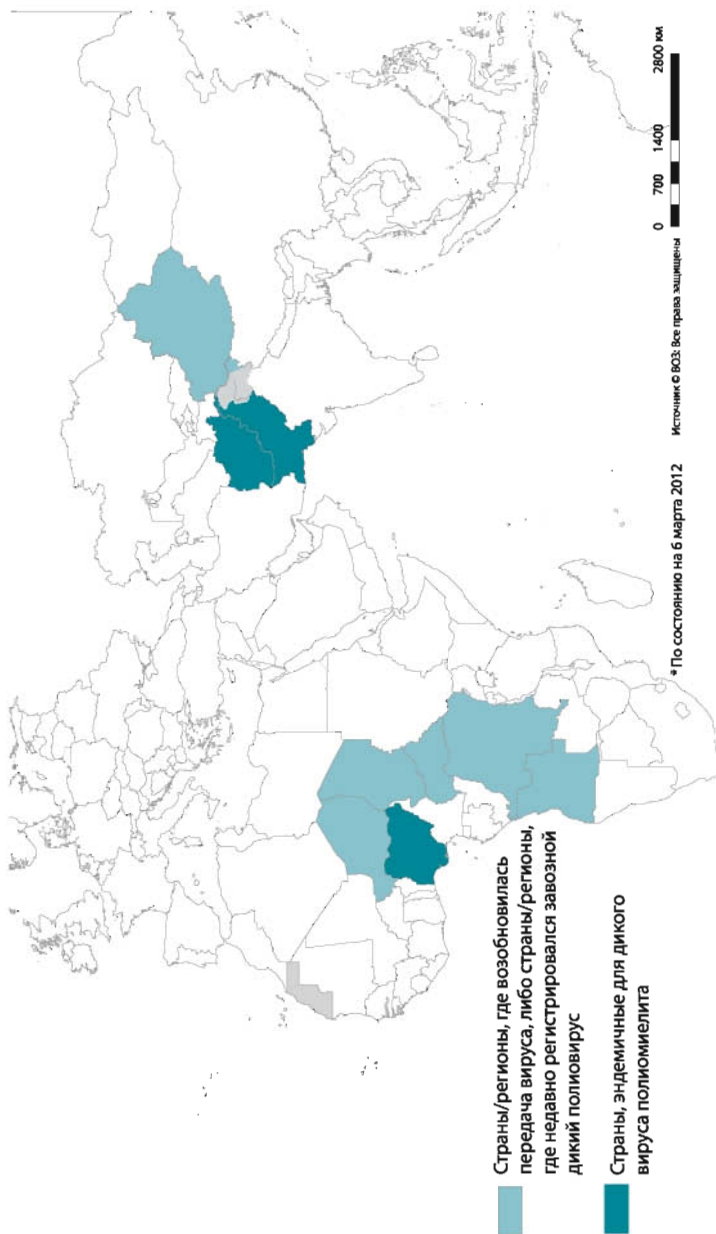 Страны/регионы, где возобновилась
передача вируса, либо страны/регионы,
где недавно регистрировался завозной
дикий полиовирус
Страны, эндемичные для дикого
вируса полиомиелита
*По состоянию на 6 марта 2012
Источник © ВОЗ: Все права защищены
0 700 1400 2800 км